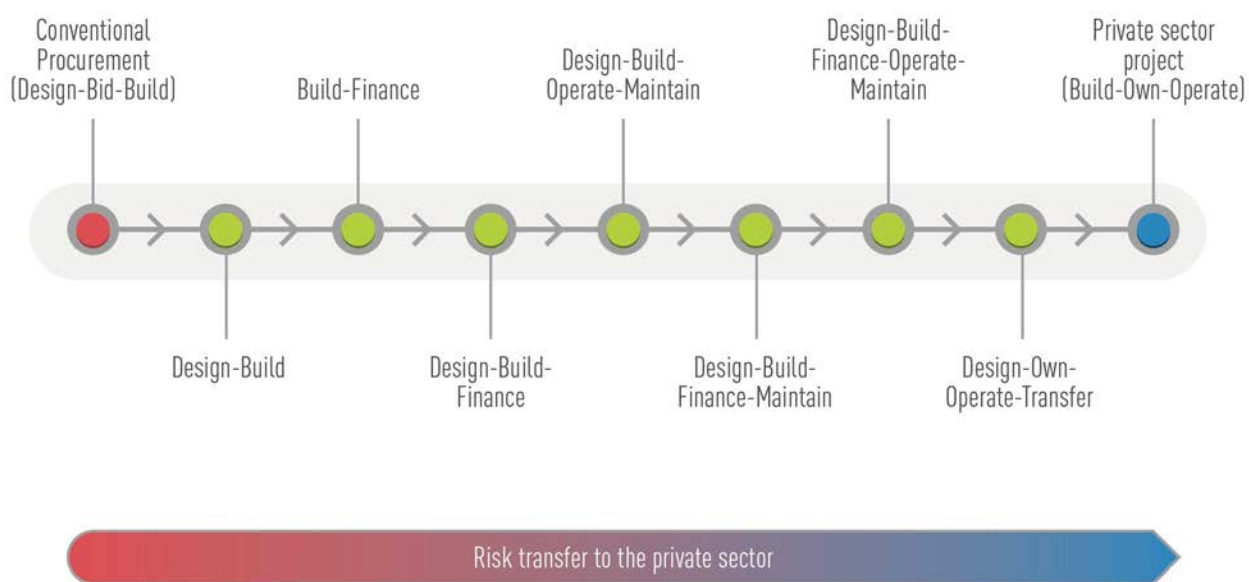 Conventional
Procurement
(Design-Bid-Build)
Build-Finance
Design-Build-
Operate-Maintain
Design-Build-
Finance-Operate-
Maintain
Private sector
project
(Build-Own-Operate)
Design-Build
Design-Build-
Finance
Design-Build-
Finance-Maintain
Design-Own-
Operate-Transfer
Risk transfer to the private sector